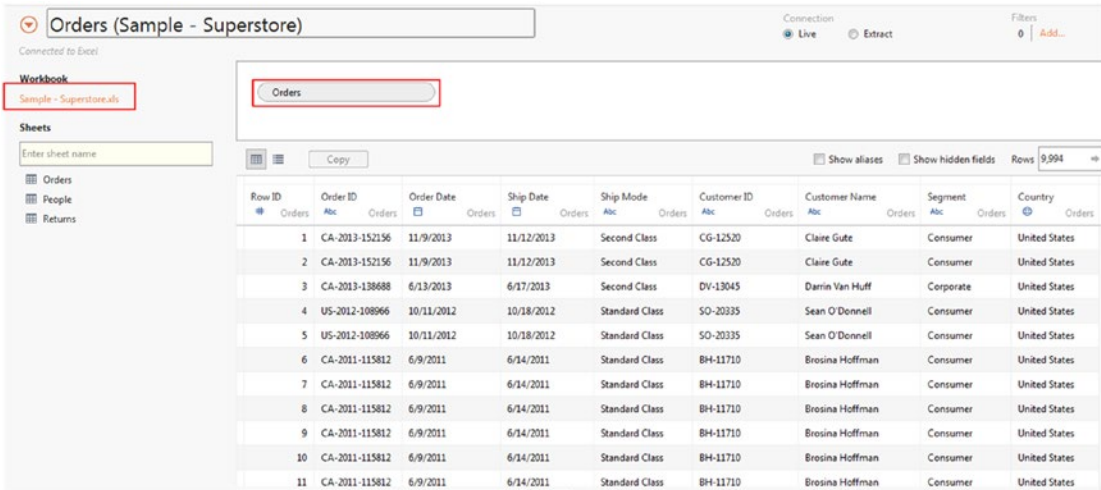 Orders (Sample - Superstore)
Connection
Live Extract
Filters
0 Add...
Connected to Excel
Workbook
Sample - Superstore.xls
Orders
Sheets
Enter sheet name
Orders
People
Returns
Copy
Show aliases Show hidden fields Rows 9,994
Row ID Order ID Order Date Ship Date Ship Mode Customer ID Customer Name Segment Country
Orders Abc Orders Orders Orders Abc Orders Abc Orders Abc Orders Abc Orders Orders
1 CA-2013-152156 11/9/2013 11/12/2013 Second Class CG-12520 Claire Gute Consumer United States
2 CA-2013-152156 11/9/2013 11/12/2013 Second Class CG-12520 Claire Gute Consumer United States
3 CA-2013-138688 6/13/2013 6/17/2013 Second Class DV-13045 Darrin Van Huff Corporate United States
4 US-2012-108966 10/11/2012 10/18/2012 Standard Class SO-20335 Sean O'Donnell Consumer United States
5 US-2012-108966 10/11/2012 10/18/2012 Standard Class SO-20335 Sean O'Donnell Consumer United States
6 CA-2011-115812 6/9/2011 6/14/2011 Standard Class BH-11710 Brosina Hoffman Consumer United States
7 CA-2011-115812 6/9/2011 6/14/2011 Standard Class BH-11710 Brosina Hoffman Consumer United States
8 CA-2011-115812 6/9/2011 6/14/2011 Standard Class BH-11710 Brosina Hoffman Consumer United States
9 CA-2011-115812 6/9/2011 6/14/2011 Standard Class BH-11710 Brosina Hoffman Consumer United States
10 CA-2011-115812 6/9/2011 6/14/2011 Standard Class BH-11710 Brosina Hoffman Consumer United States
11 CA-2011-115812 6/9/2011 6/14/2011 Standard Class BH-11710 Brosina Hoffman Consumer United States